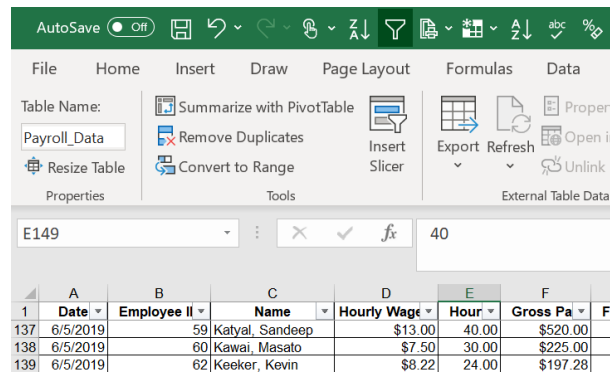 AutoSave Off
File Home Insert Draw Page Layout Formulas Data
Table Name:
Payroll_Data
Resize Table
Properties
Summarize with PivotTable
Remove Duplicates
Convert to Range
Tools
Insert
Slicer
Export Refresh
Proper
Open i
Unlink
External Table Data
E149 fx 40
A B C D E F
1 Date Employee I Name Hourly Wage Hour Gross Pa F
137 6/5/2019 59 Katyal, Sandeep $13.00 40.00 $520.00
138 6/5/2019 60 Kawai, Masato $7.50 30.00 $225.00
139 6/5/2019 62 Keeker, Kevin $8.22 24.00 $197.28